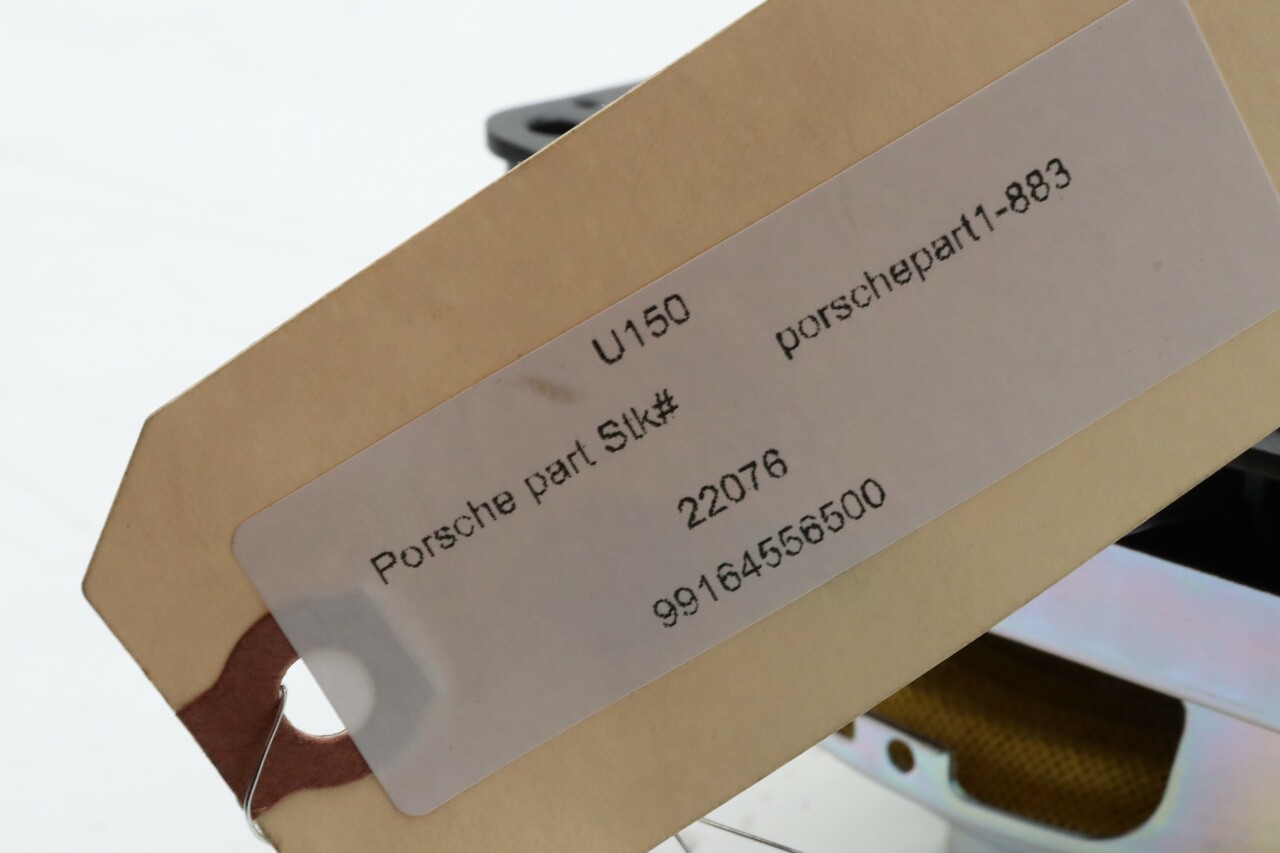 U150
porschepart1-883
Porsche part Stk#
22076
99164556500